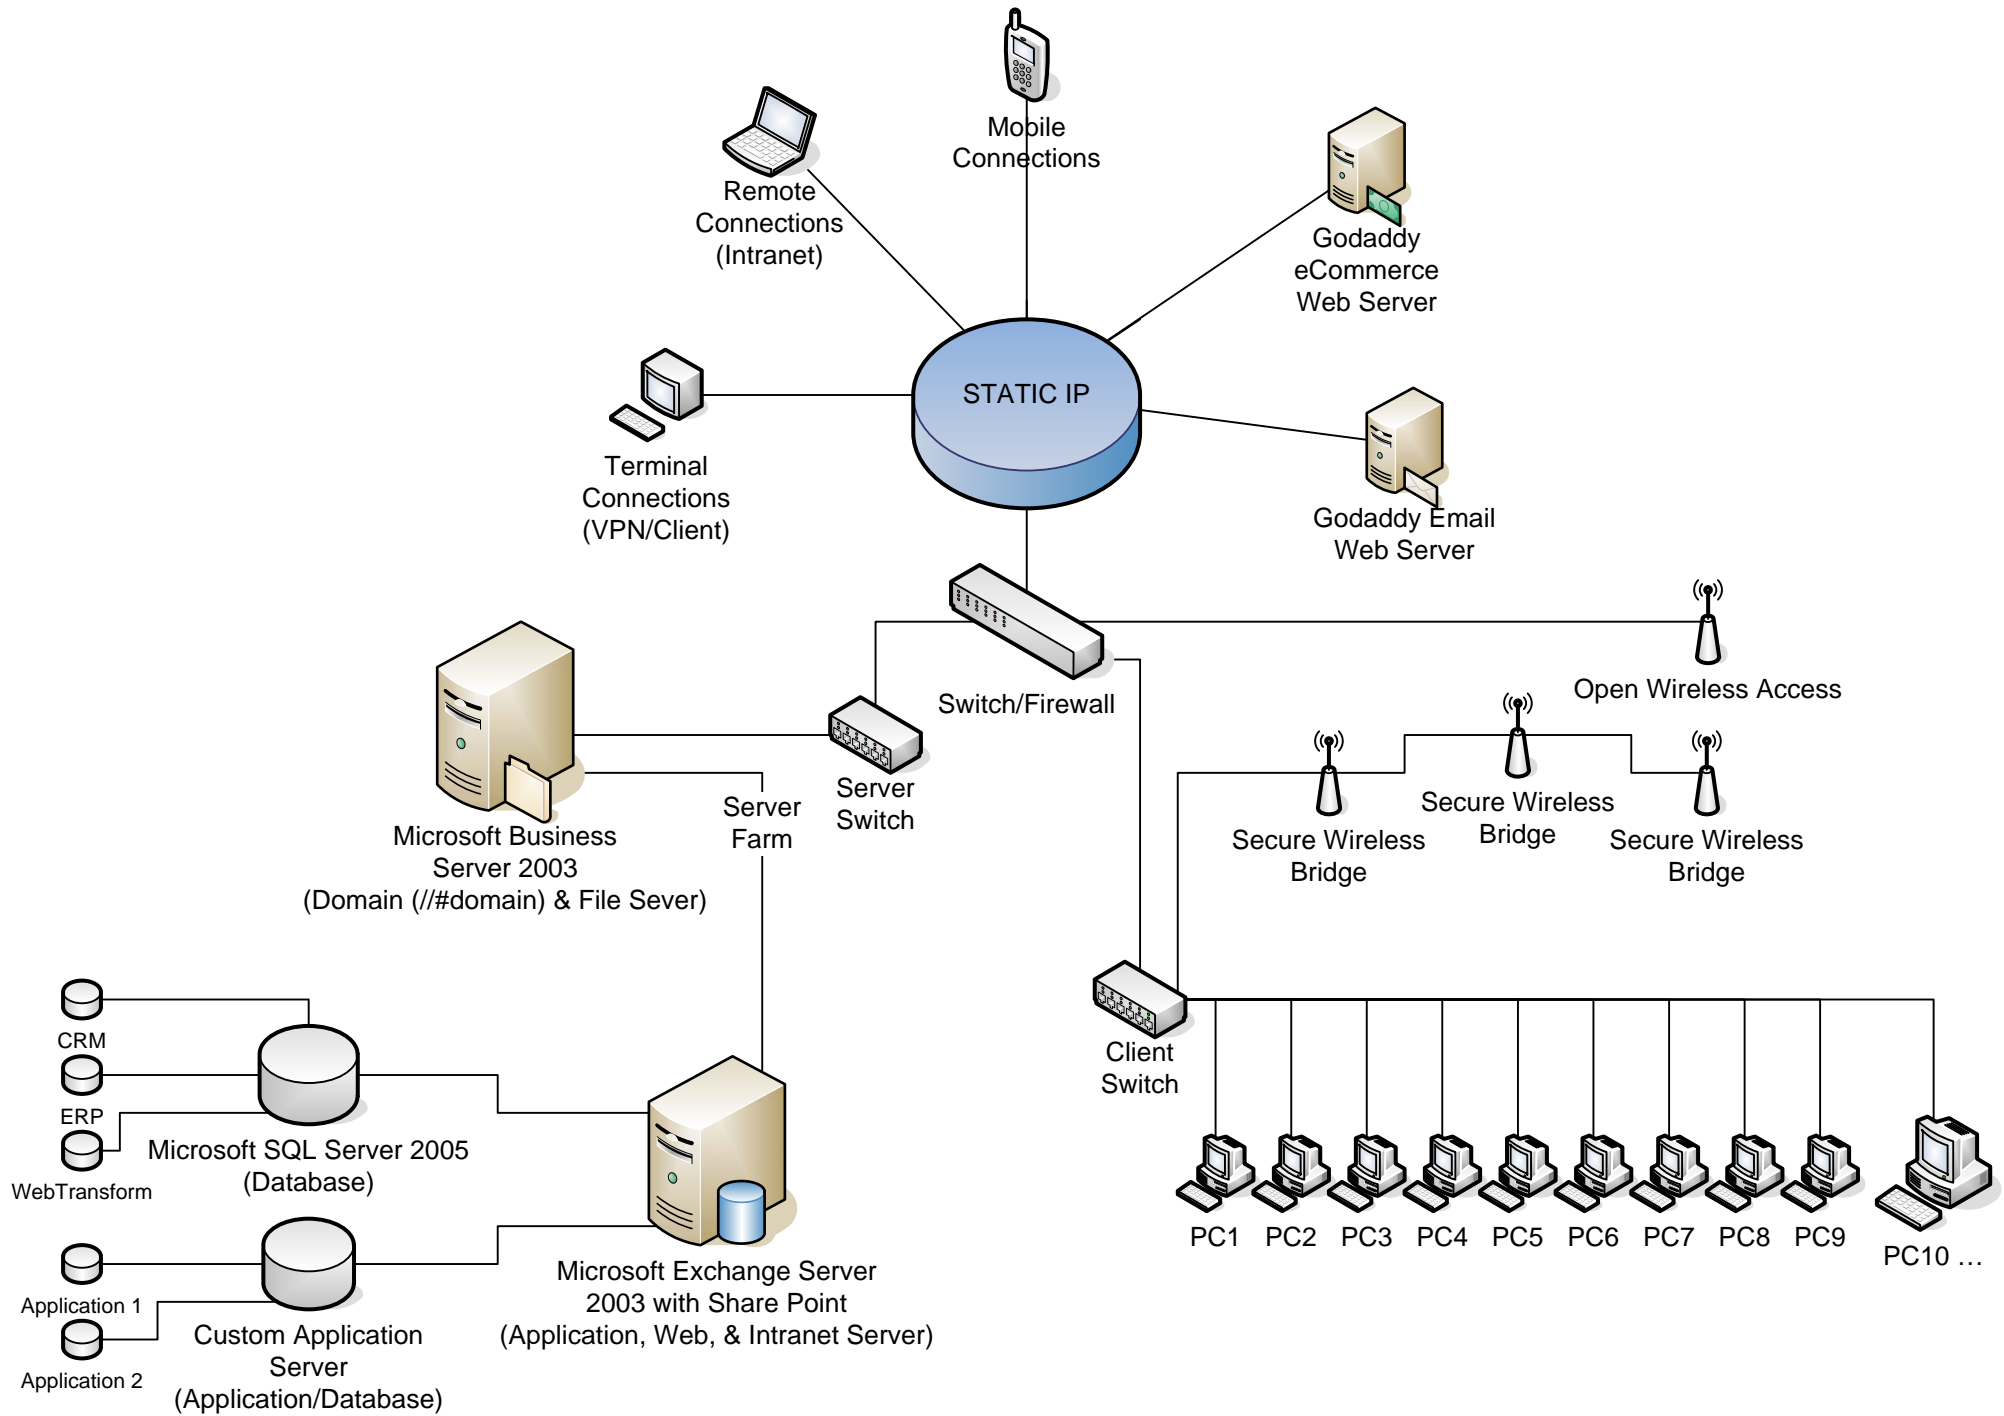 Mobile
Connections
Remote
Connections
(Intranet)
Godaddy
eCommerce
Web Server
STATIC IP
Terminal
Connections
(VPN/Client)
Godaddy Email
Web Server
Switch/Firewall
Open Wireless Access
Server
Switch
Server
Farm
Secure Wireless
Bridge
Secure Wireless
Bridge
Secure Wireless
Bridge
Microsoft Business
Server 2003
(Domain (//#domain) & File Sever)
CRM
ERP
WebTransform
Microsoft SQL Server 2005
(Database)
Client
Switch
PC1
PC2
PC3
PC4
PC5
PC6
PC7
PC8
PC9
PC10 …
Application 1
Application 2
Custom Application
Server
(Application/Database)
Microsoft Exchange Server
2003 with Share Point
(Application, Web, & Intranet Server)